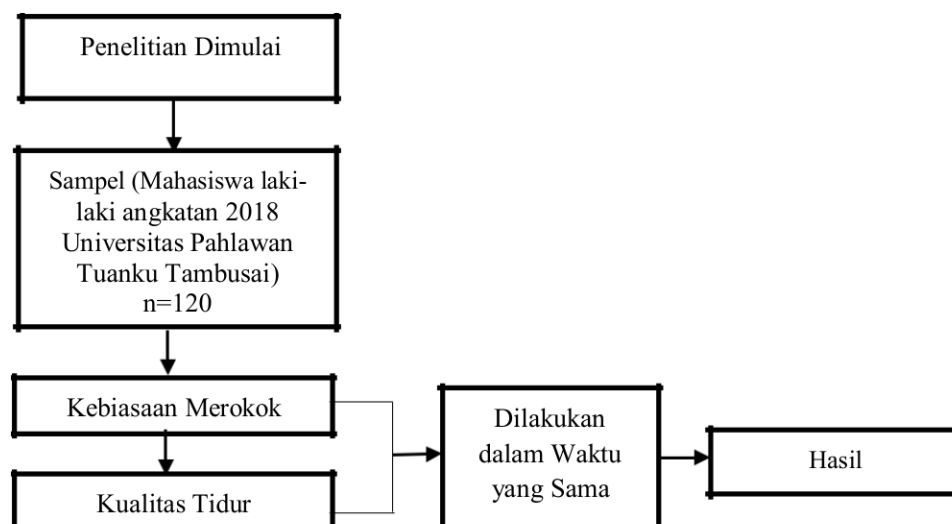 Penelitian Dimulai
Sampel (Mahasiswa laki-
laki angkatan 2018
Universitas Pahlawan
Tuanku Tambusai)
n=120
Kebiasaan Merokok
Kualitas Tidur
Dilakukan
dalam Waktu
yang Sama
Hasil